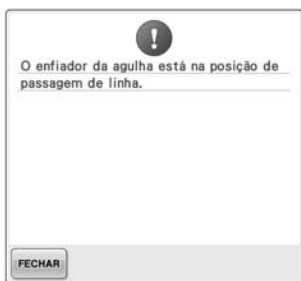 O enfiador da agulha está na posição de
passagem de linha.
FECHAR